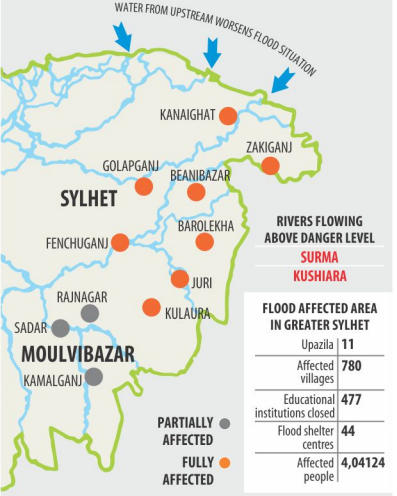 WATER FROM UPSTREAM WORSENS FLOOD SITUATION
KANAIGHAT
ZAKIGANJ
GOLAPGANJ
BEANIBAZAR
SYLHET
BAROLEKHA
FENCHUGANJ
JURI
RAJNAGAR
KULAURA
SADAR
MOULVIBAZAR
KAMALGANJ
PARTIALLY
AFFECTED
FULLY
AFFECTED
RIVERS FLOWING
ABOVE DANGER LEVEL
SURMA
KUSHIARA
FLOOD AFFECTED AREA
IN GREATER SYLHET
Upazila 11
Affected
villages 780
Educational
institutions closed 477
Flood shelter
centres 44
Affected
people 4,04124